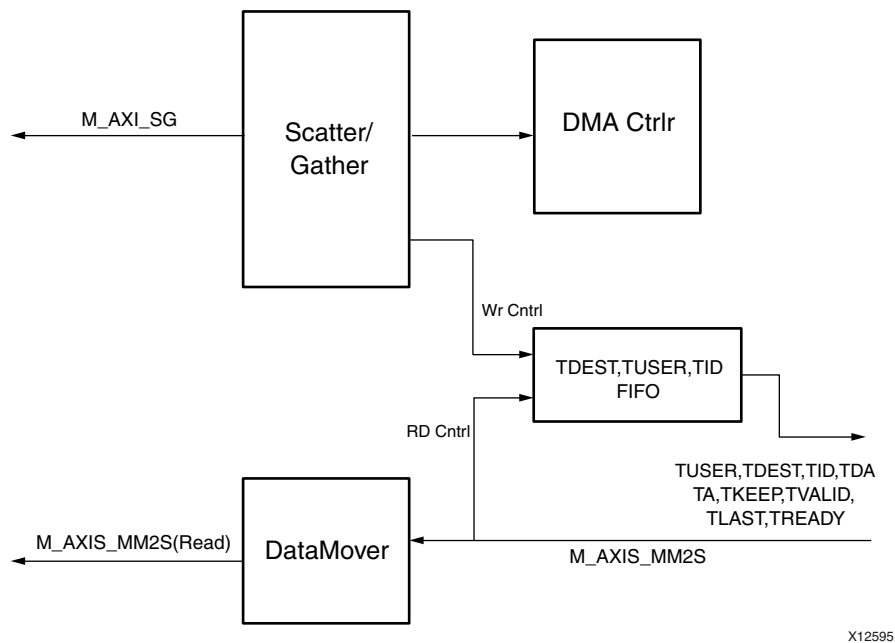 M_AXI_SG
Scatter/
Gather
DMA Ctrlr
Wr Cntrl
TDEST,TUSER,TID
FIFO
RD Cntrl
TUSER,TDEST,TID,TDA
TA,TKEEP,TVALID,
TLAST,TREADY
M_AXIS_MM2S(Read)
DataMover
M_AXIS_MM2S
X12595